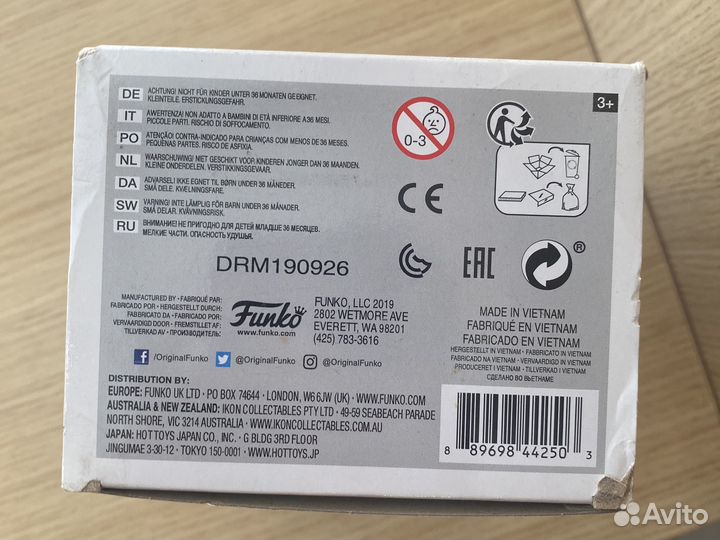 DE ACHTUNG! NICHT FÜR KINDER UNTER 36 MONATEN GEEIGNET.
KLEINTEILE. ERSTICKUNGSGEFAHR.
IT AWERTENZA! NON ADATTO A BAMBINI DI ETÀ INFERIORE A 36 MESI.
PICCOLE PARTI. RISCHIO DI SOFFOCAMENTO.
PO ATENÇÃO! CONTRA-INDICADO PARA CRIANÇAS COM MENOS DE 36 MESES.
PEQUENAS PARTES. RISCO DE ASFIXIA.
NL WAARSCHUWING! NIET GESCHIKT VOOR KINDEREN JONGER DAN 36 MAANDEN.
KLEINE ONDERDELEN. VERSTIKKINGSGEVAAR.
DA ADVARSEL! IKKE EGNET TIL BØRN UNDER 36 MÅNEDER.
SMÅ DELE. KVÆLNINGSFARE.
SW VARNING! INTE LÄMPLIG FÖR BARN UNDER 36 MÅNADER.
SMÅ DELAR. KVÄVNINGSRISK.
RU ВНИМАНИЕ! НЕ ПРИГОДНО ДЛЯ ДЕТЕЙ МЛАДШЕ 36 МЕСЯЦЕВ.
МЕЛКИЕ ЧАСТИ. ОПАСНОСТЬ УДУШЬЯ.
0-3
3+
CE
DRM190926
EAC
®
MANUFACTURED BY • FABRIQUÉ PAR:
FABRICADO POR • HERGESTELLT DURCH:
FABRICATO DA • FABRICADO POR:
VERVAARDIGD DOOR • FREMSTILLET AF:
TILLVERKAD AV • ПРОИЗВОДИТЕЛЬ:
Funko
www.funko.com
FUNKO, LLC 2019
2802 WETMORE AVE
EVERETT, WA 98201
(425) 783-3616
/OriginalFunko
@OriginalFunko
@OriginalFunko
MADE IN VIETNAM
FABRIQUÉ EN VIETNAM
FABRICADO EN VIETNAM
HERGESTELLT IN VIETNAM • FABBRICATO IN VIETNAM
FABRICADO NA VIETNAM • VERVAARDIGD IN VIETNAM
PRODUCERET I VIETNAM • TILLVERKAD I VIETNAM
СДЕЛАНО ВО ВЬЕТНАМЕ
DISTRIBUTION BY:
EUROPE: FUNKO UK LTD • PO BOX 74644 • LONDON, W6 6JW (UK) • WWW.FUNKO.COM
AUSTRALIA & NEW ZEALAND: IKON COLLECTABLES PTY LTD • 49-59 SEABEACH PARADE
NORTH SHORE, VIC 3214 AUSTRALIA • WWW.IKONCOLLECTABLES.COM.AU
JAPAN: HOT TOYS JAPAN CO., INC. • G BLDG 3RD FLOOR
JINGUMAE 3-30-12 • TOKYO 150-0001 • WWW.HOTTOYS.JP
8 89698 44250 3
Avito